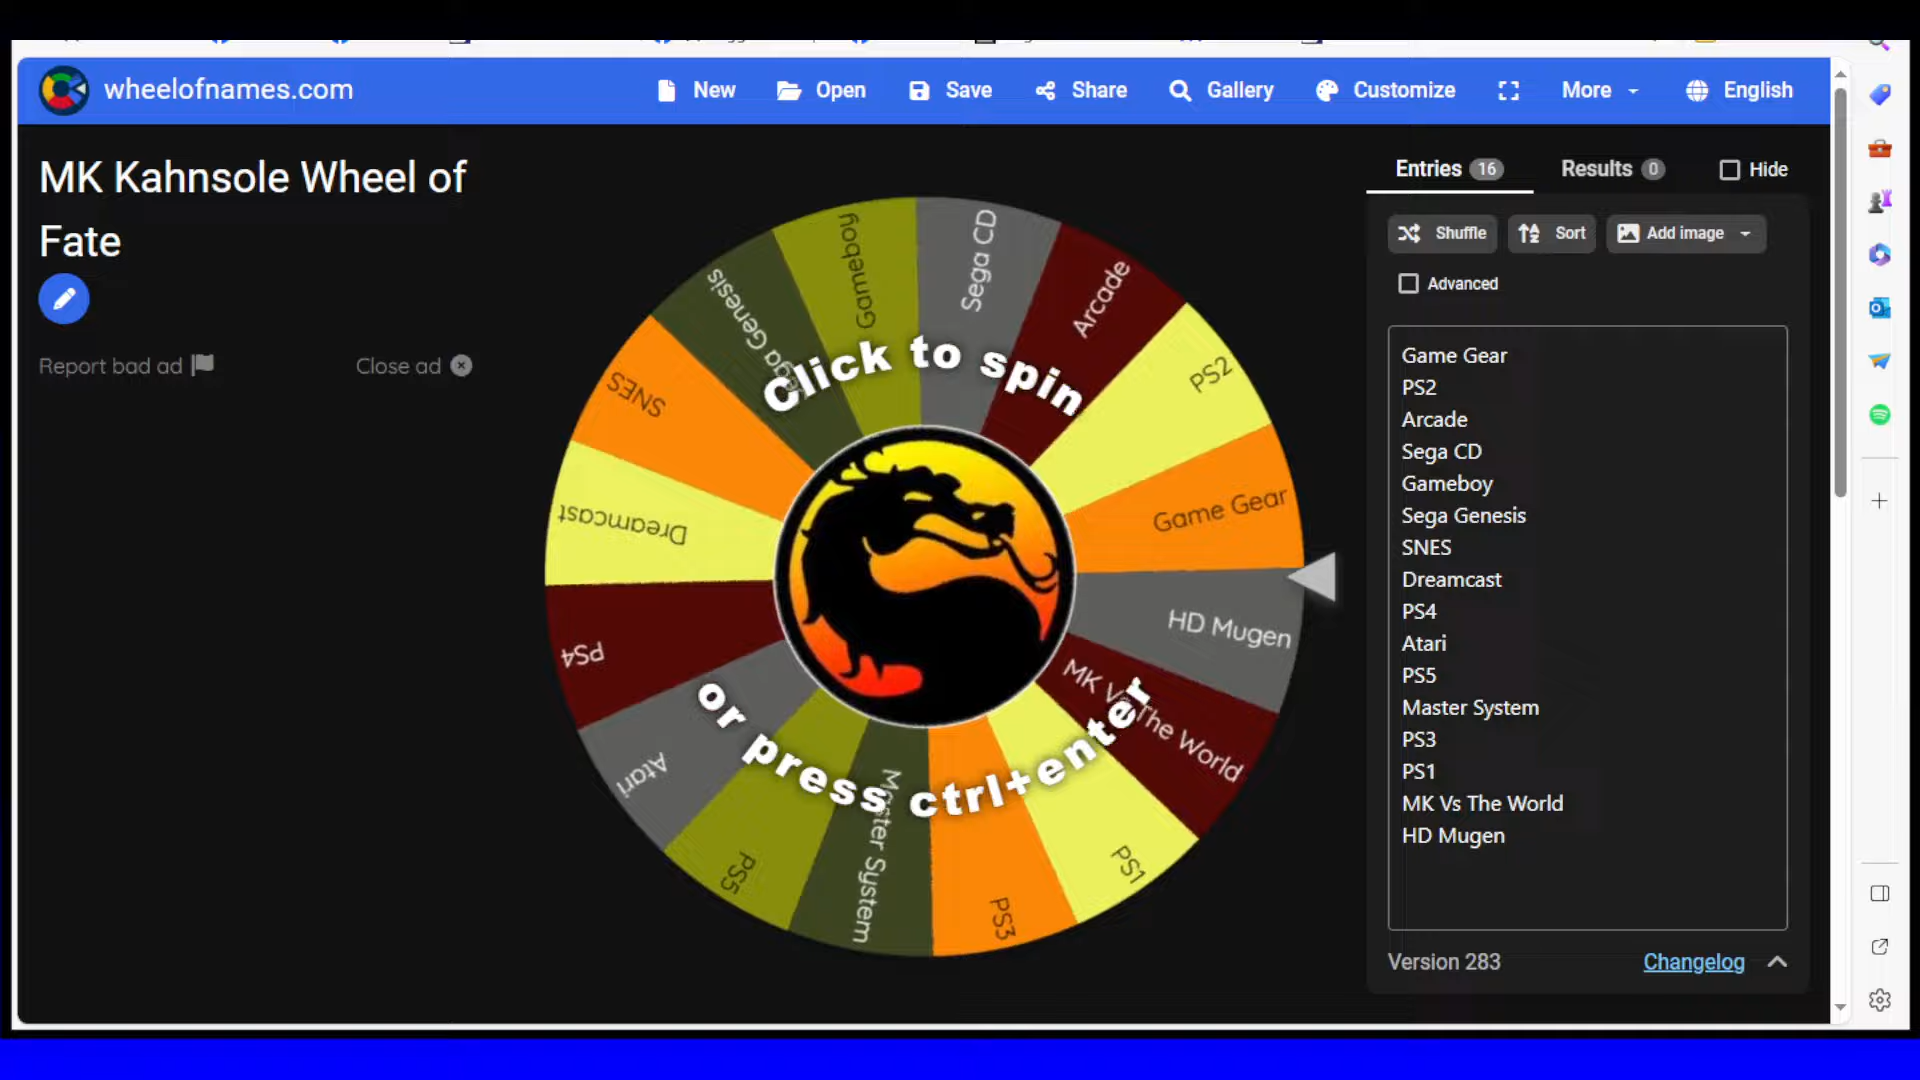 wheelofnames.com
New
Open
Save
Share
Gallery
Customize
More
English
MK Kahnsole Wheel of
Fate
Report bad ad
Close ad
Sega CD
Arcade
PS2
Game Gear
HD Mugen
MK Vs The World
PS1
PS3
Master System
PS5
Atari
PS4
Dreamcast
SNES
Sega Genesis
Gameboy
Click to spin
or press ctrl+enter
Entries 16
Results 0
Hide
Shuffle
Sort
Add image
Advanced
Game Gear
PS2
Arcade
Sega CD
Gameboy
Sega Genesis
SNES
Dreamcast
PS4
Atari
PS5
Master System
PS3
PS1
MK Vs The World
HD Mugen
Version 283
Changelog